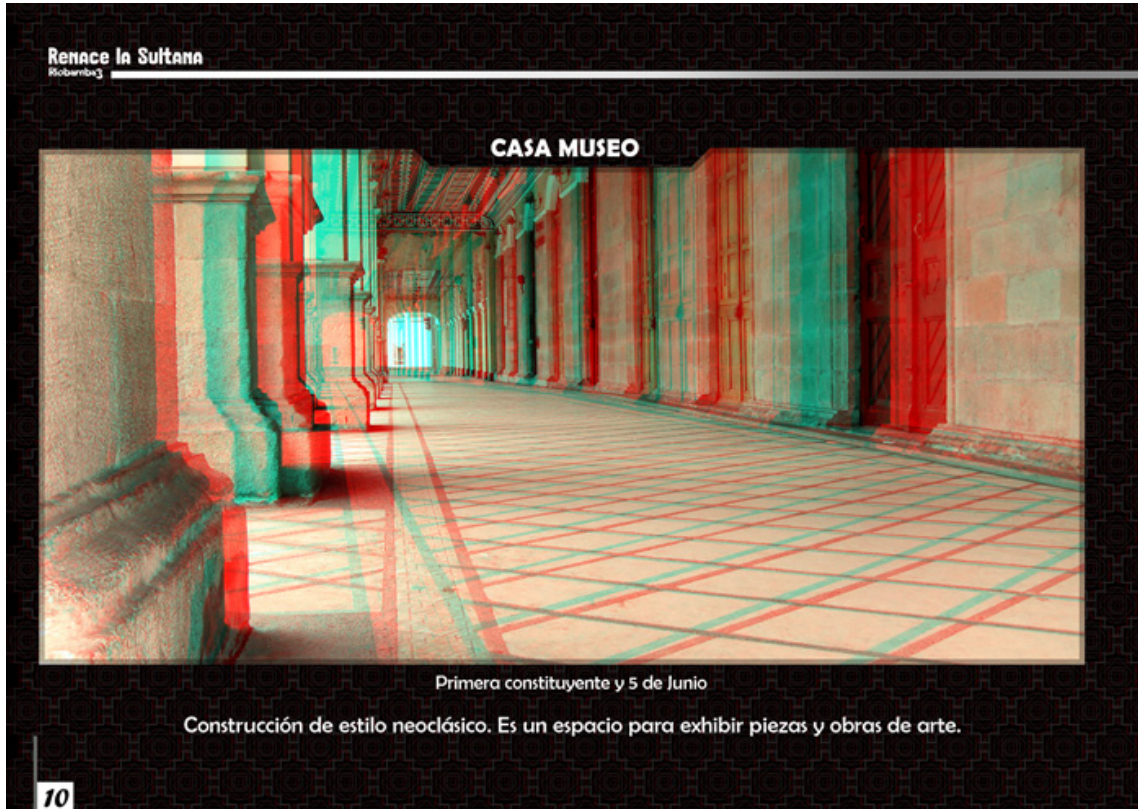 Renace la Sultana
Riobamba3
CASA MUSEO
Primera constituyente y 5 de Junio
Construcción de estilo neoclásico. Es un espacio para exhibir piezas y obras de arte.
10